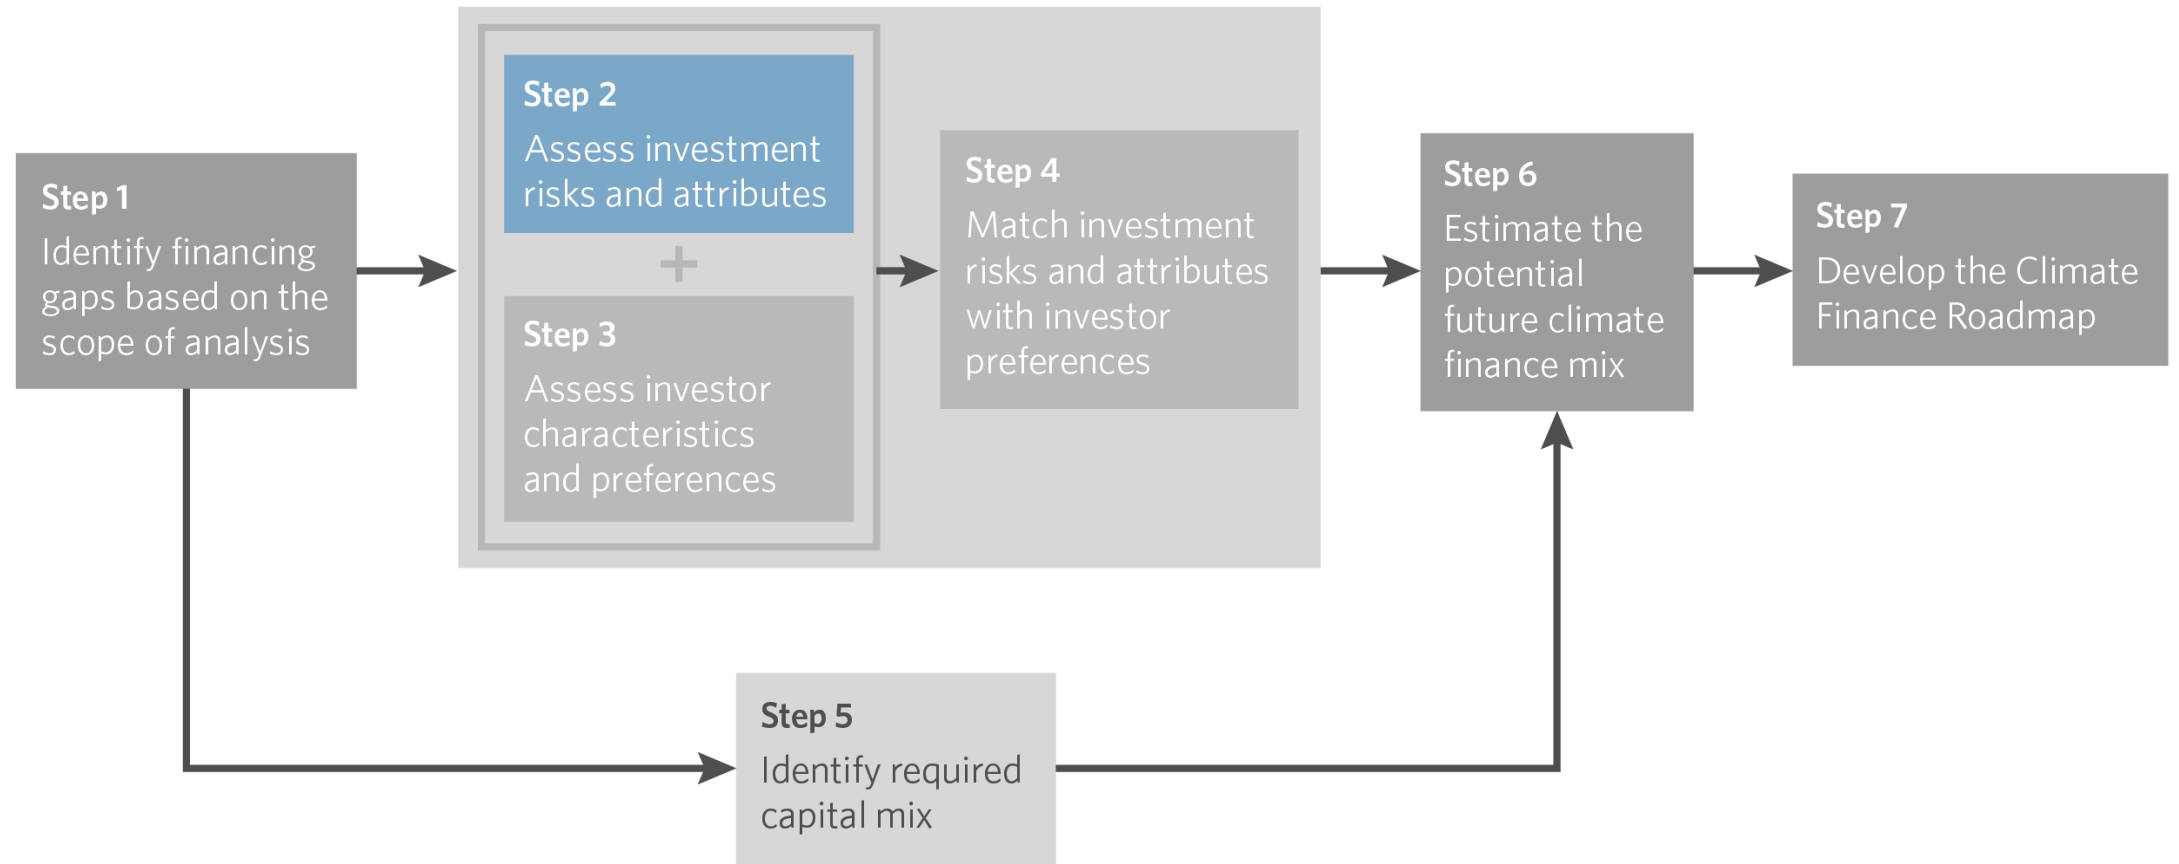 Step 1
Identify financing
gaps based on the
scope of analysis
Step 2
Assess investment
risks and attributes
+
Step 3
Assess investor
characteristics
and preferences
Step 4
Match investment
risks and attributes
with investor
preferences
Step 5
Identify required
capital mix
Step 6
Estimate the
potential
future climate
finance mix
Step 7
Develop the Climate
Finance Roadmap